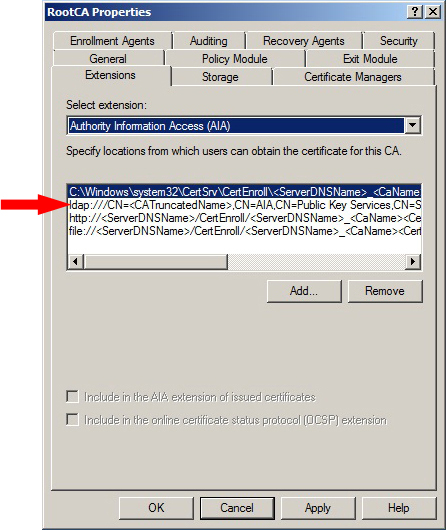 RootCA Properties
Enrollment Agents Auditing Recovery Agents Security
General Policy Module Exit Module
Extensions Storage Certificate Managers
Select extension:
Authority Information Access (AIA)
Specify locations from which users can obtain the certificate for this CA.
C:\Windows\system32\CertSrv\CertEnroll\<ServerDNSName>_<CaName
ldap:///CN=<CATruncatedName>,CN=AIA,CN=Public Key Services,CN=S
http://<ServerDNSName>/CertEnroll/<ServerDNSName>_<CaName><Ce
file://<ServerDNSName>/CertEnroll/<ServerDNSName>_<CaName><Cert
Add... Remove
Include in the AIA extension of issued certificates
Include in the online certificate status protocol (OCSP) extension
OK Cancel Apply Help